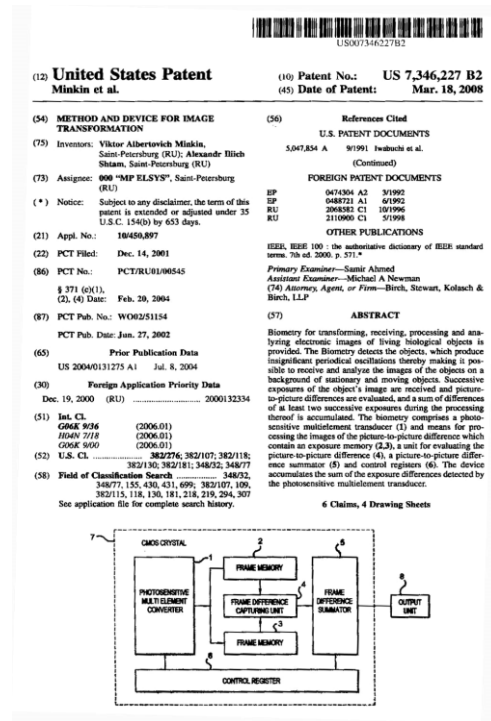 US007346227B2
(12) United States Patent
Minkin et al.
(10) Patent No.: US 7,346,227 B2
(45) Date of Patent: Mar. 18, 2008
(54) METHOD AND DEVICE FOR IMAGE
TRANSFORMATION
(75) Inventors: Viktor Albertovich Minkin,
Saint-Petersburg (RU); Alexandr Iliich
Shtam, Saint-Petersburg (RU)
(73) Assignee: 000 "MP ELSYS", Saint-Petersburg
(RU)
( * ) Notice: Subject to any disclaimer, the term of this
patent is extended or adjusted under 35
U.S.C. 154(b) by 653 days.
(21) Appl. No.: 10/450,897
(22) PCT Filed: Dec. 14, 2001
(86) PCT No.: PCT/RU01/00545
§ 371 (c)(1),
(2), (4) Date: Feb. 20, 2004
(87) PCT Pub. No.: WO02/51154
PCT Pub. Date: Jun. 27, 2002
(65) Prior Publication Data
US 2004/0131275 A1 Jul. 8, 2004
(30) Foreign Application Priority Data
Dec. 19, 2000 (RU) ........................... 2000132334
(51) Int. Cl.
G06K 9/36 (2006.01)
H04N 7/18 (2006.01)
G06K 9/00 (2006.01)
(52) U.S. Cl. ................... 382/276; 382/107; 382/118;
382/130; 382/181; 348/32; 348/77
(58) Field of Classification Search .................. 348/32,
348/77, 155, 430, 431, 699; 382/107, 109,
382/115, 118, 130, 181, 218, 219, 294, 307
See application file for complete search history.
(56) References Cited
U.S. PATENT DOCUMENTS
5,047,854 A 9/1991 Iwabuchi et al.
(Continued)
FOREIGN PATENT DOCUMENTS
EP 0474304 A2 3/1992
EP 0488721 A1 6/1992
RU 2068582 C1 10/1996
RU 2110900 C1 5/1998
OTHER PUBLICATIONS
IEEE, IEEE 100 : the authoritative dictionary of IEEE standard
terms, 7th ed. 2000, p. 571.*
Primary Examiner—Samir Ahmed
Assistant Examiner—Michael A Newman
(74) Attorney, Agent, or Firm—Birch, Stewart, Kolasch &
Birch, LLP
(57) ABSTRACT
Biometry for transforming, receiving, processing and ana-
lyzing electronic images of living biological objects is
provided. The Biometry detects the objects, which produce
insignificant periodical oscillations thereby making it pos-
sible to receive and analyze the images of the objects on a
background of stationary and moving objects. Successive
exposures of the object's image are received and picture-
to-picture differences are evaluated, and a sum of differences
of at least two successive exposures during the processing
thereof is accumulated. The biometry comprises a photo-
sensitive multielement transducer (1) and means for pro-
cessing the images of the picture-to-picture difference which
contain an exposure memory (2,3), a unit for evaluating the
picture-to-picture difference (4), a picture-to-picture differ-
ence summator (5) and control registers (6). The device
accumulates the sum of the exposure differences detected by
the photosensitive multielement transducer.
6 Claims, 4 Drawing Sheets
7
CMOS CRYSTAL
1
2
5
FRAME MEMORY
PHOTOSENSITIVE
MULTI ELEMENT
CONVERTER
4
FRAME DIFFERENCE
CAPTURING UNIT
FRAME
DIFFERENCE
SUMMATOR
8
OUTPUT
UNIT
3
FRAME MEMORY
6
CONTROL REGISTER